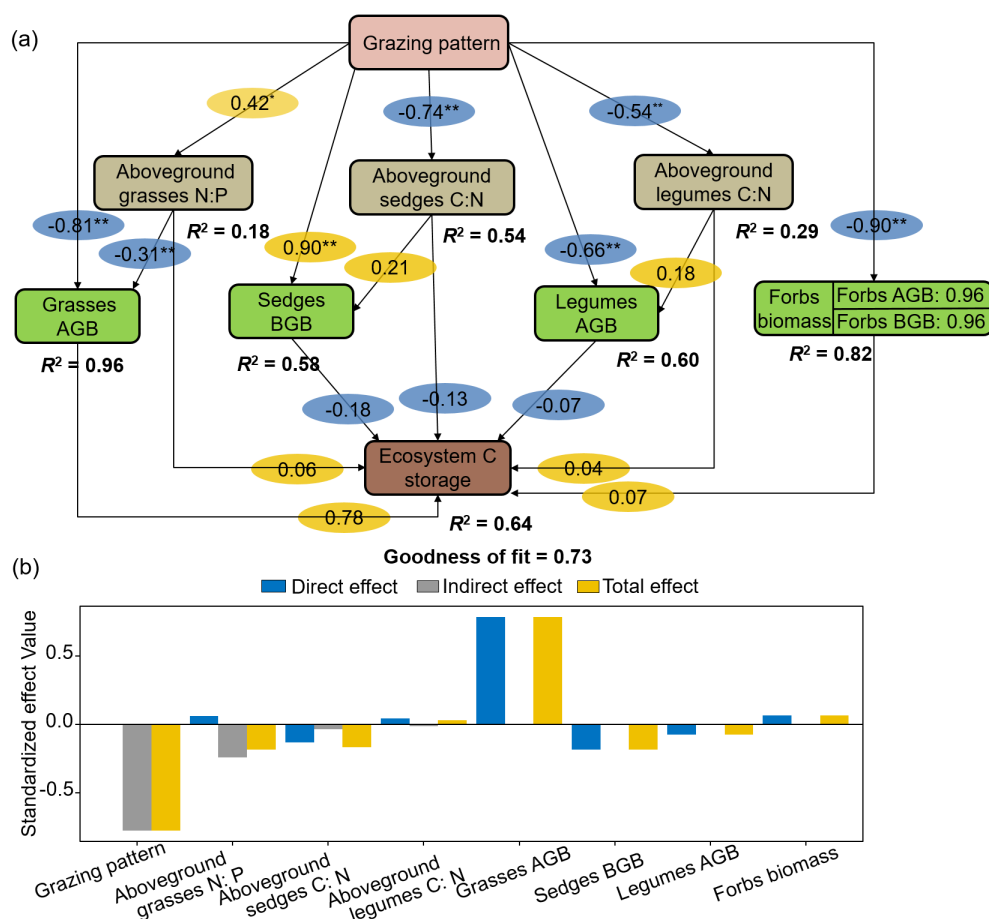 (a)
Grazing pattern
0.42*
-0.74**
-0.54**
Aboveground
grasses N:P
Aboveground
sedges C:N
Aboveground
legumes C:N
R² = 0.18
R² = 0.54
R² = 0.29
-0.81**
-0.31**
0.90**
0.21
-0.66**
0.18
-0.90**
Grasses
AGB
Sedges
BGB
Legumes
AGB
Forbs
biomass
Forbs AGB: 0.96
Forbs BGB: 0.96
R² = 0.96
R² = 0.58
R² = 0.60
R² = 0.82
-0.18
-0.13
-0.07
Ecosystem C
storage
0.06
0.04
0.07
0.78
R² = 0.64
Goodness of fit = 0.73
(b)
Direct effect
Indirect effect
Total effect
Standardized effect Value
0.5
0.0
-0.5
Grazing pattern
Aboveground
grasses N: P
Aboveground
sedges C: N
Aboveground
legumes C: N
Grasses AGB
Sedges BGB
Legumes AGB
Forbs biomass